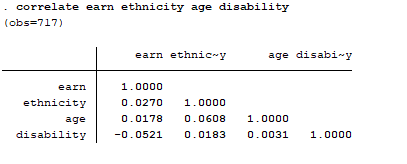 . correlate earn ethnicity age disability
(obs=717)
earn ethnic~y age disabi~y
earn 1.0000
ethnicity 0.0270 1.0000
age 0.0178 0.0608 1.0000
disability -0.0521 0.0183 0.0031 1.0000